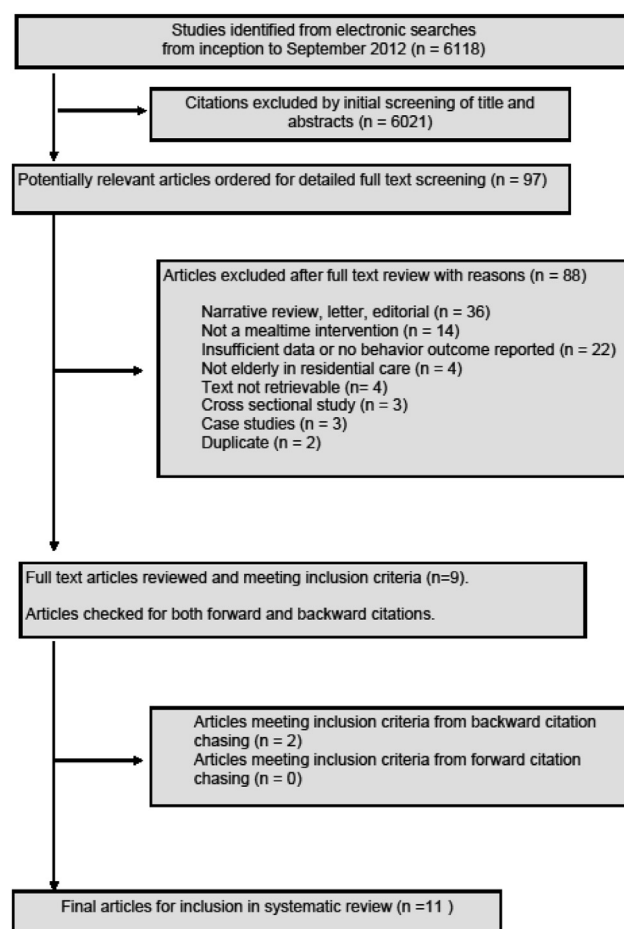 Studies identified from electronic searches
from inception to September 2012 (n = 6118)
Citations excluded by initial screening of title and
abstracts (n = 6021)
Potentially relevant articles ordered for detailed full text screening (n = 97)
Articles excluded after full text review with reasons (n = 88)
Narrative review, letter, editorial (n = 36)
Not a mealtime intervention (n = 14)
Insufficient data or no behavior outcome reported (n = 22)
Not elderly in residential care (n = 4)
Text not retrievable (n= 4)
Cross sectional study (n = 3)
Case studies (n = 3)
Duplicate (n = 2)
Full text articles reviewed and meeting inclusion criteria (n=9).
Articles checked for both forward and backward citations.
Articles meeting inclusion criteria from backward citation
chasing (n = 2)
Articles meeting inclusion criteria from forward citation
chasing (n = 0)
Final articles for inclusion in systematic review (n =11 )